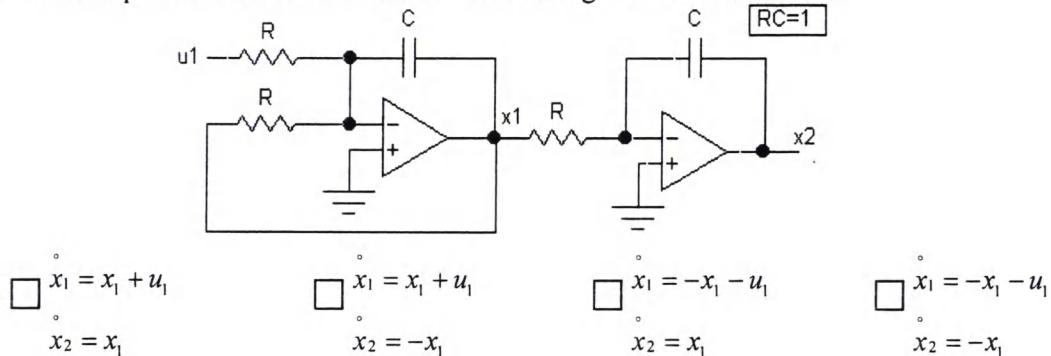 C
C
RC=1
R
u1
R
x1
R
x2
−
+
−
+
☐ ẋ₁ = x₁ + u₁
ẋ₂ = x₁
☐ ẋ₁ = x₁ + u₁
ẋ₂ = −x₁
☐ ẋ₁ = −x₁ − u₁
ẋ₂ = x₁
☐ ẋ₁ = −x₁ − u₁
ẋ₂ = −x₁